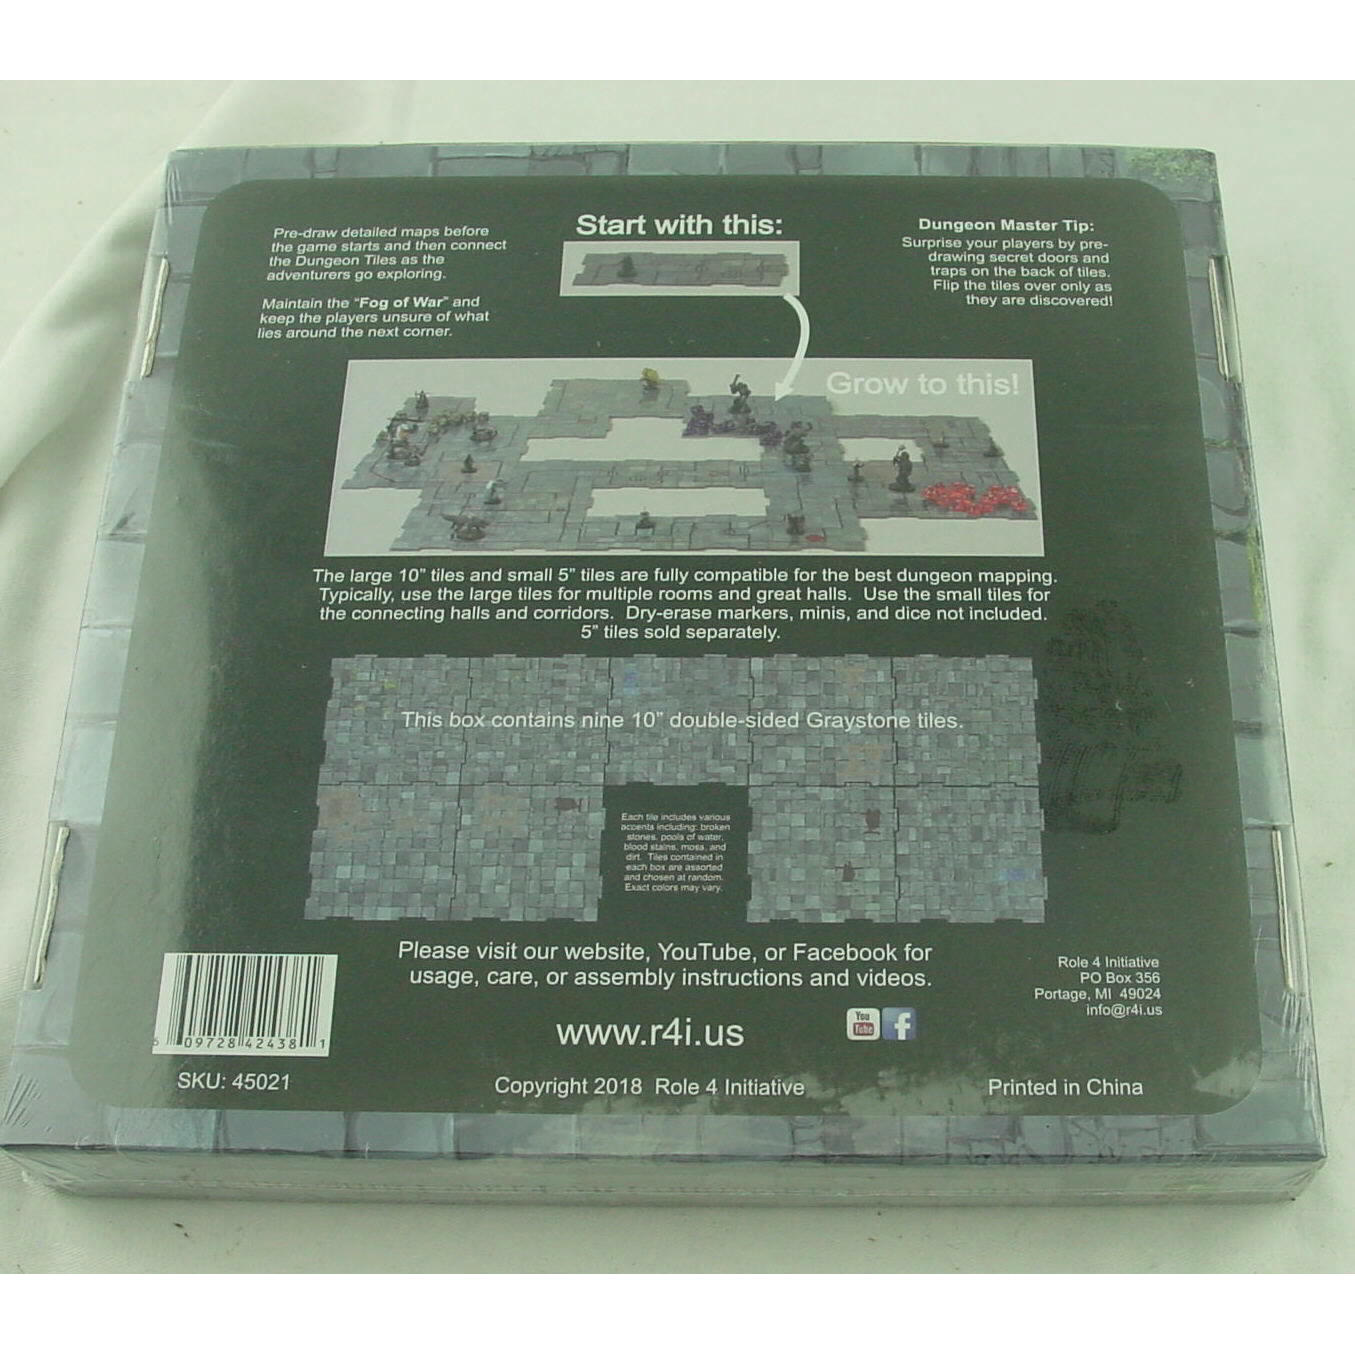 Pre-draw detailed maps before
the game starts and then connect
the Dungeon Tiles as the
adventurers go exploring.
Maintain the "Fog of War" and
keep the players unsure of what
lies around the next corner.
Start with this:
Dungeon Master Tip:
Surprise your players by pre-
drawing secret doors and
traps on the back of tiles.
Flip the tiles over only as
they are discovered!
Grow to this!
The large 10" tiles and small 5" tiles are fully compatible for the best dungeon mapping.
Typically, use the large tiles for multiple rooms and great halls. Use the small tiles for
the connecting halls and corridors. Dry-erase markers, minis, and dice not included.
5" tiles sold separately.
This box contains nine 10" double-sided Graystone tiles.
Each tile includes various
accents including: broken
stones, pools of water,
blood stains, moss, and
dirt. Tiles contained in
each box are assorted
and chosen at random.
Exact colors may vary.
Please visit our website, YouTube, or Facebook for
usage, care, or assembly instructions and videos.
www.r4i.us
You
Tube
f
Role 4 Initiative
PO Box 356
Portage, MI 49024
info@r4i.us
6 09728 42438 1
SKU: 45021
Copyright 2018 Role 4 Initiative
Printed in China